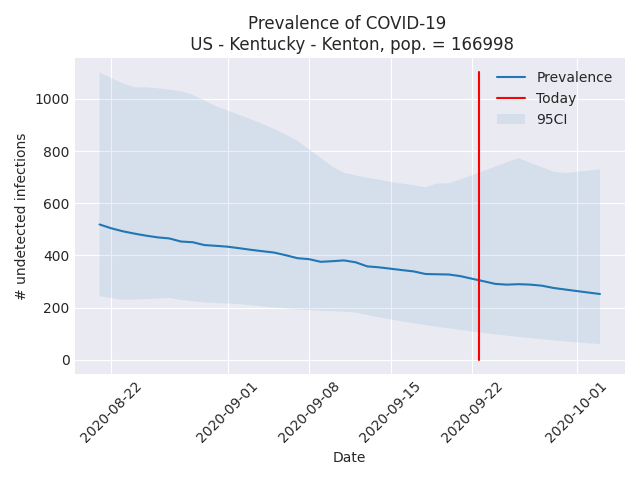 Prevalence of COVID-19
US - Kentucky - Kenton, pop. = 166998
Prevalence
Today
95CI
# undetected infections
1000
800
600
400
200
0
2020-08-22
2020-09-01
2020-09-08
2020-09-15
2020-09-22
2020-10-01
Date